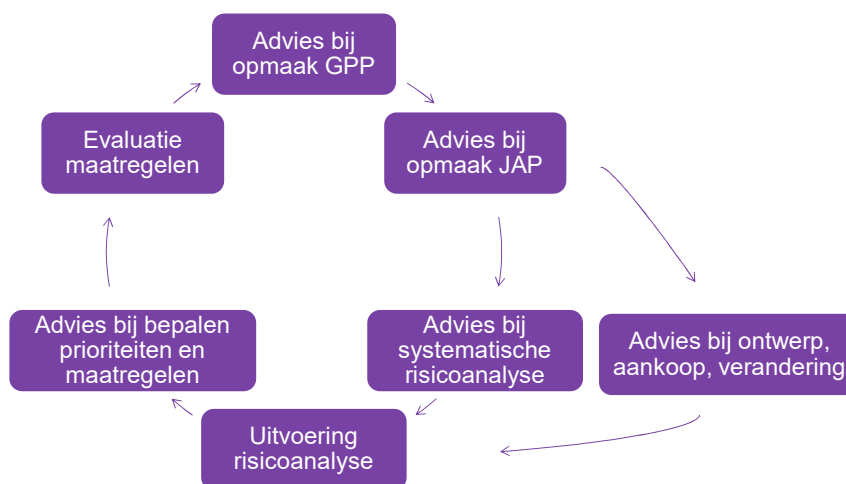 Advies bij
opmaak GPP
Evaluatie
maatregelen
Advies bij
opmaak JAP
Advies bij bepalen
prioriteiten en
maatregelen
Advies bij
systematische
risicoanalyse
Advies bij ontwerp,
aankoop, verandering
Uitvoering
risicoanalyse